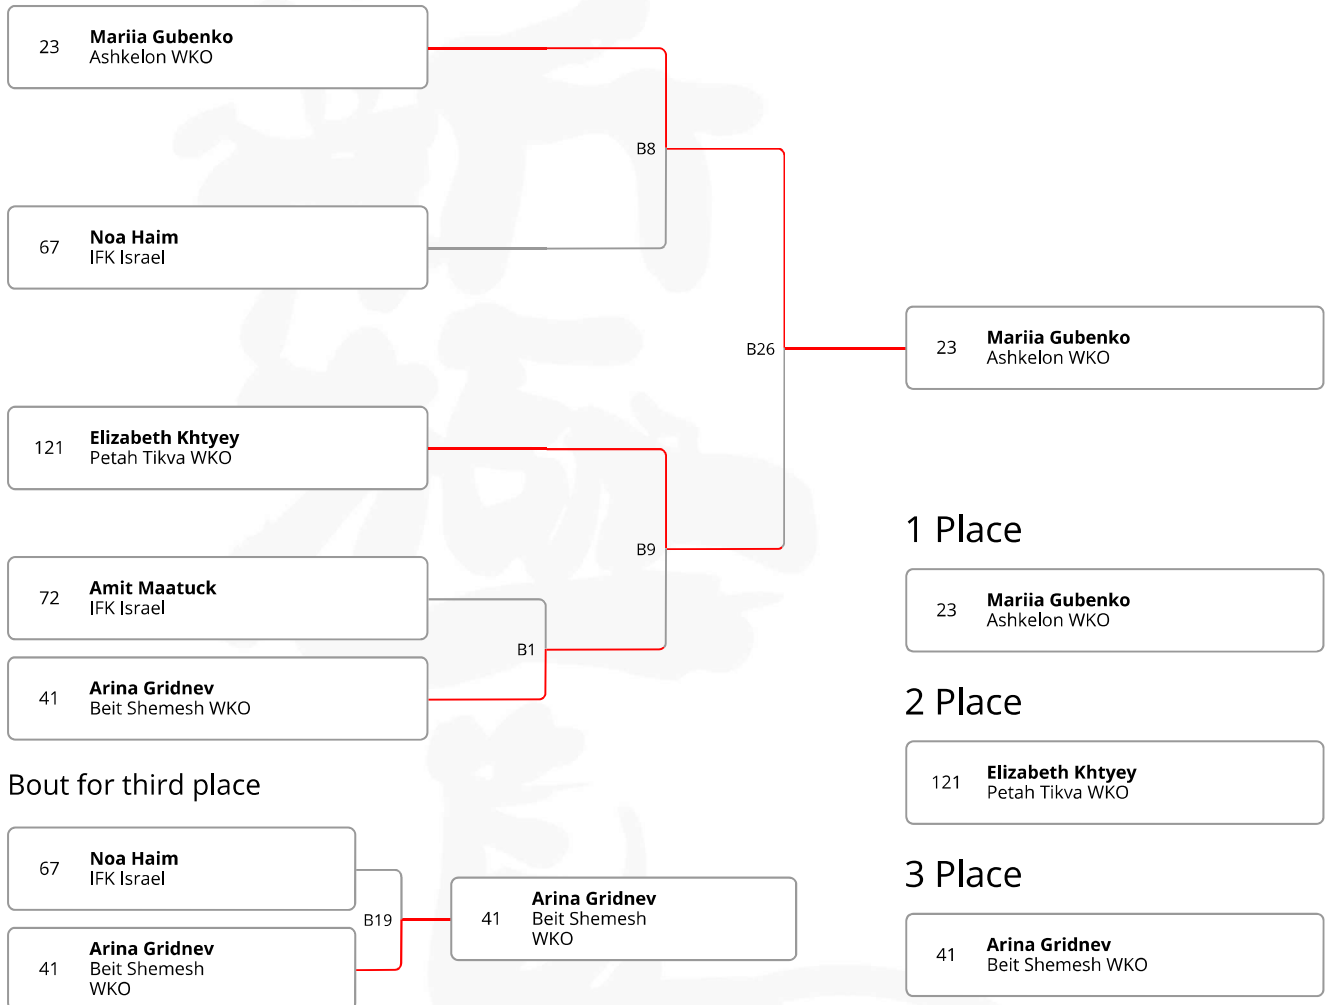 23
Mariia Gubenko
Ashkelon WKO
B8
67
Noa Haim
IFK Israel
B26
23
Mariia Gubenko
Ashkelon WKO
121
Elizabeth Khtyey
Petah Tikva WKO
B9
72
Amit Maatuck
IFK Israel
B1
41
Arina Gridnev
Beit Shemesh WKO
Bout for third place
67
Noa Haim
IFK Israel
B19
41
Arina Gridnev
Beit Shemesh
WKO
41
Arina Gridnev
Beit Shemesh
WKO
1 Place
23
Mariia Gubenko
Ashkelon WKO
2 Place
121
Elizabeth Khtyey
Petah Tikva WKO
3 Place
41
Arina Gridnev
Beit Shemesh WKO